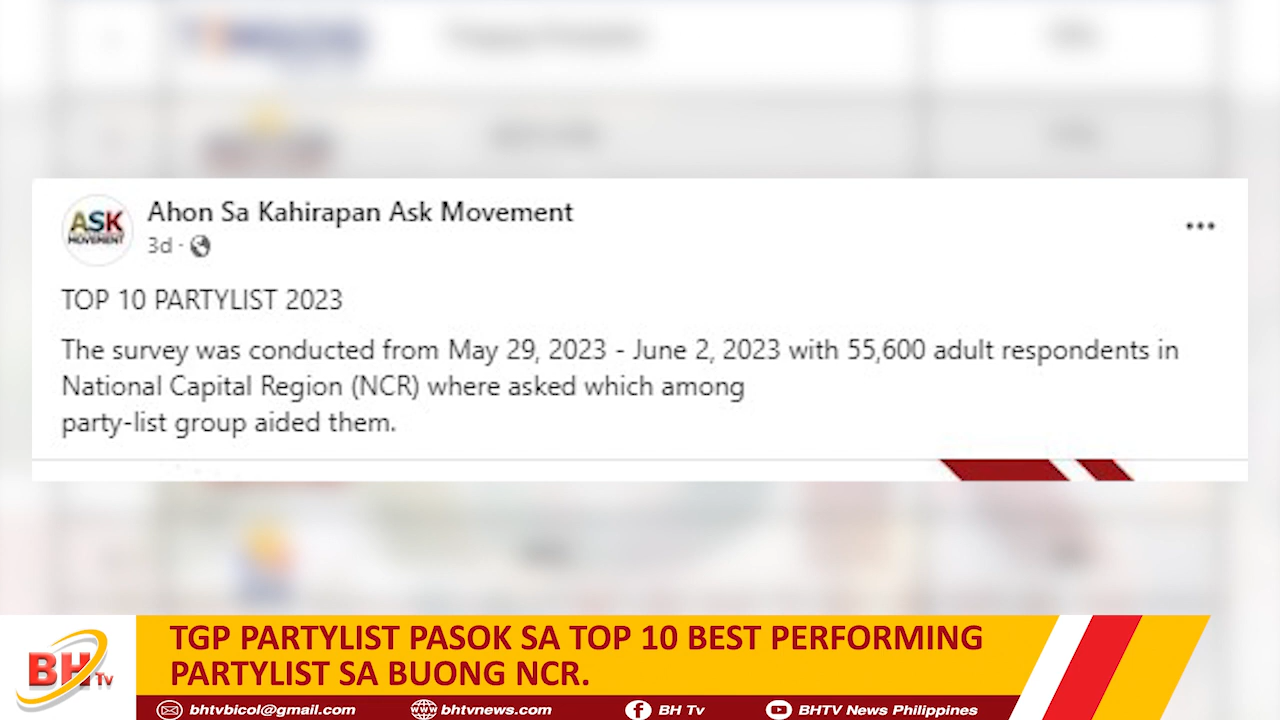 ASK
MOVEMENT
Ahon Sa Kahirapan Ask Movement
3d ·
TOP 10 PARTYLIST 2023
The survey was conducted from May 29, 2023 - June 2, 2023 with 55,600 adult respondents in
National Capital Region (NCR) where asked which among
party-list group aided them.
BH Tv
TGP PARTYLIST PASOK SA TOP 10 BEST PERFORMING
PARTYLIST SA BUONG NCR.
bhtvbicol@gmail.com www bhtvnews.com BH Tv BHTV News Philippines